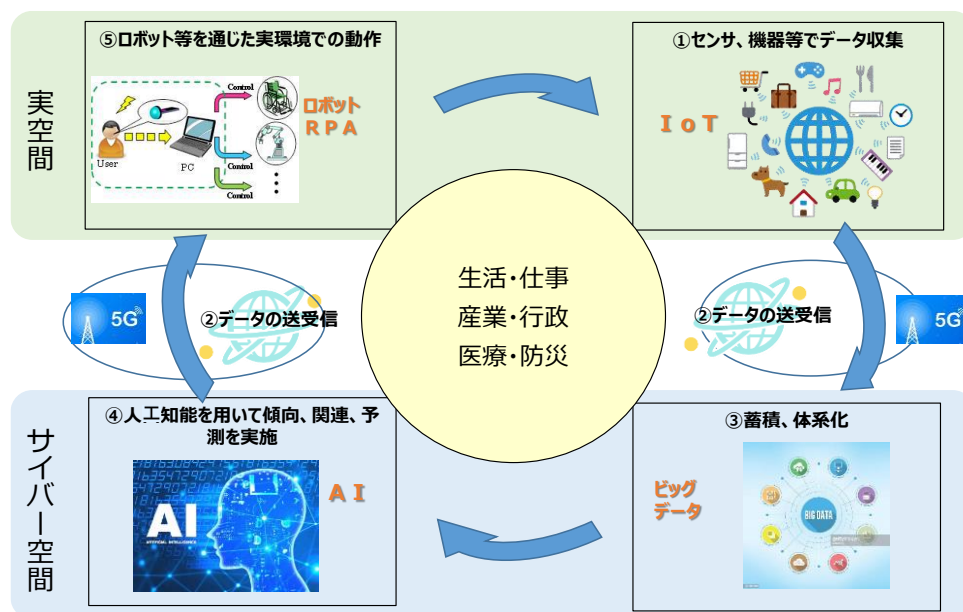 実空間
⑤ロボット等を通じた実環境での動作
Control
Control
Control
User
PC
ロボット
RPA
①センサ、機器等でデータ収集
IoT
生活・仕事
産業・行政
医療・防災
5G
②データの送受信
②データの送受信
5G
サイバー空間
④人工知能を用いて傾向、関連、予
測を実施
AI
ARTIFICIAL INTELLIGENCE
AI
③蓄積、体系化
ビッグ
データ
BIG DATA